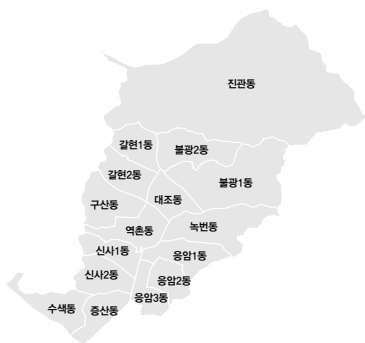 진관동
갈현1동
불광2동
갈현2동
불광1동
대조동
구산동
녹번동
역촌동
신사1동
응암1동
신사2동
응암2동
응암3동
수색동
증산동